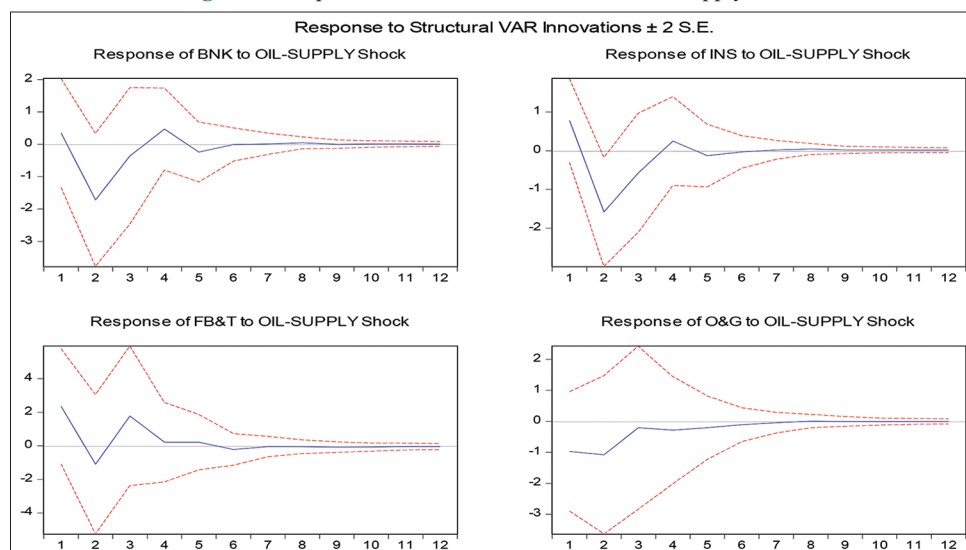 Response to Structural VAR Innovations ± 2 S.E.
Response of BNK to OIL-SUPPLY Shock
2
1
0
-1
-2
-3
1 2 3 4 5 6 7 8 9 10 11 12
Response of INS to OIL-SUPPLY Shock
1
0
-1
-2
1 2 3 4 5 6 7 8 9 10 11 12
Response of FB&T to OIL-SUPPLY Shock
4
2
0
-2
-4
1 2 3 4 5 6 7 8 9 10 11 12
Response of O&G to OIL-SUPPLY Shock
2
1
0
-1
-2
-3
1 2 3 4 5 6 7 8 9 10 11 12